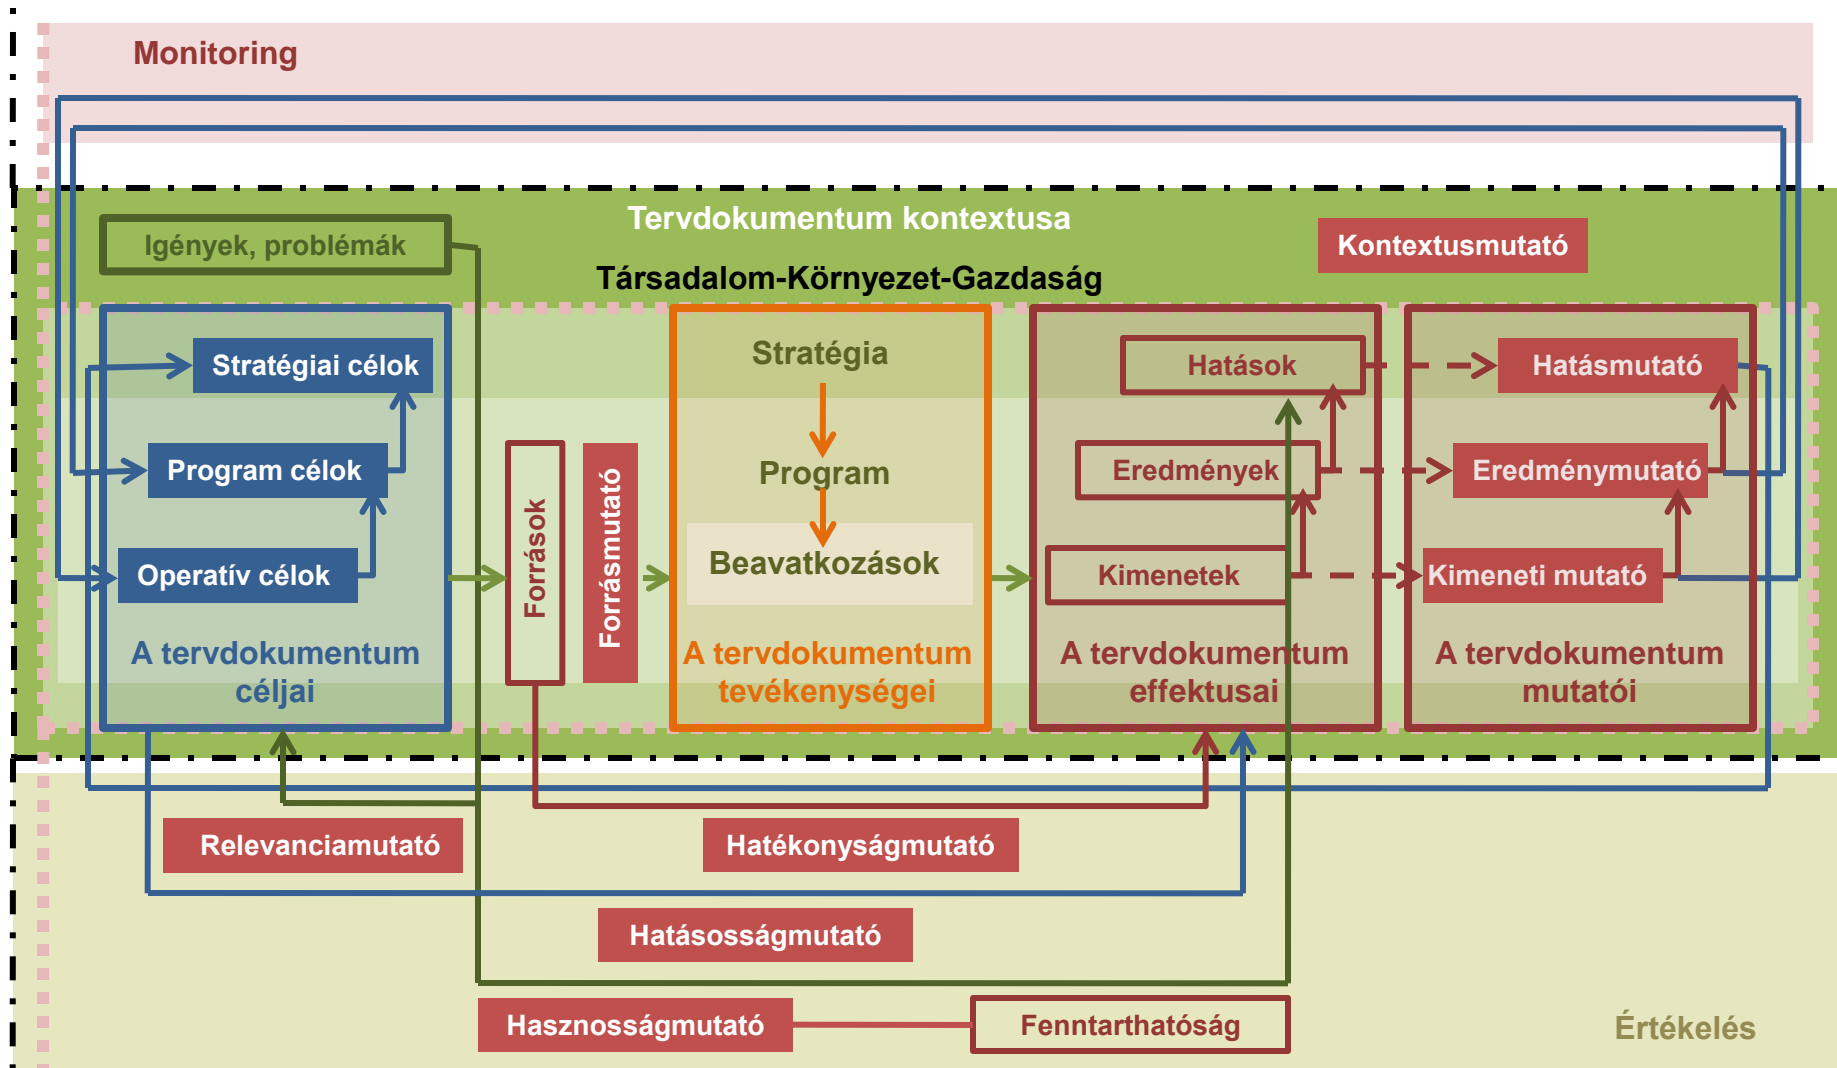 Monitoring
Tervdokumentum kontextusa
Igények, problémák
Kontextusmutató
Társadalom-Környezet-Gazdaság
Stratégiai célok
Program célok
Operatív célok
A tervdokumentum
céljai
Források
Forrásmutató
Stratégia
Program
Beavatkozások
A tervdokumentum
tevékenységei
Hatások
Eredmények
Kimenetek
A tervdokumentum
effektusai
Hatásmutató
Eredménymutató
Kimeneti mutató
A tervdokumentum
mutatói
Relevanciamutató
Hatékonyságmutató
Hatásosságmutató
Hasznosságmutató
Fenntarthatóság
Értékelés